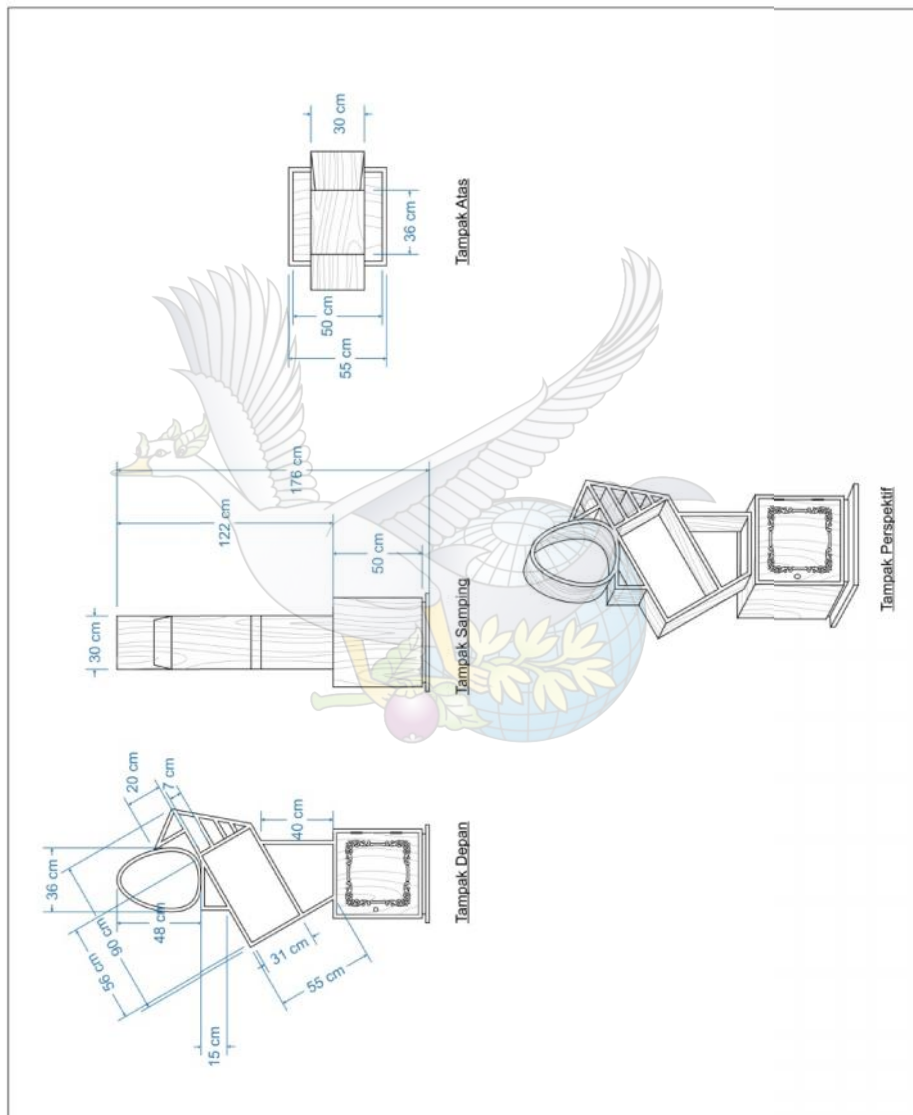 36 cm
20 cm
7 cm
56 cm
90 cm
48 cm
15 cm
31 cm
55 cm
40 cm
Tampak Depan
30 cm
122 cm
176 cm
50 cm
Tampak Samping
30 cm
36 cm
50 cm
55 cm
Tampak Atas
Tampak Perspektif